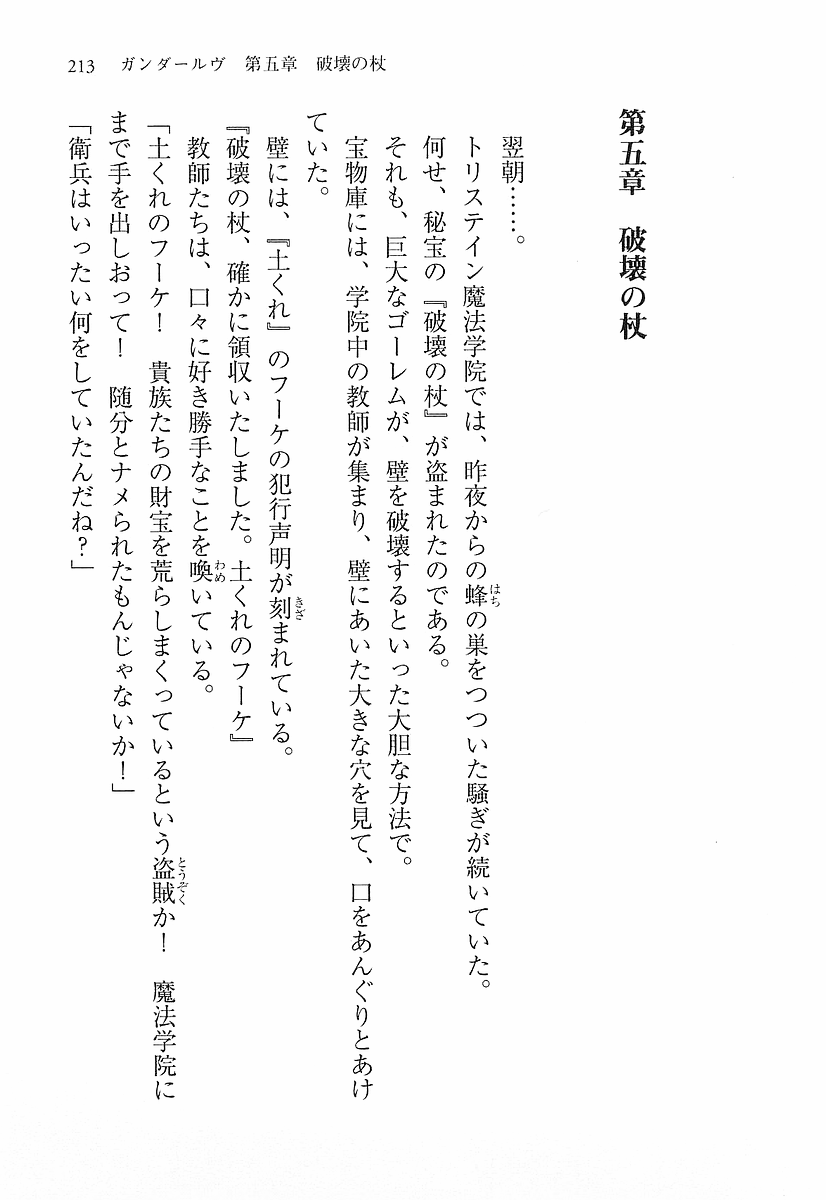 213　ガンダールヴ　第五章　破壊の杖
第五章　破壊の杖
翌朝……。
トリステイン魔法学院では、昨夜からの蜂の巣をつついた騒ぎが続いていた。
何せ、秘宝の『破壊の杖』が盗まれたのである。
それも、巨大なゴーレムが、壁を破壊するといった大胆な方法で。
宝物庫には、学院中の教師が集まり、壁にあいた大きな穴を見て、口をあんぐりとあけ
ていた。
壁には、『土くれ』のフーケの犯行声明が刻まれている。
『破壊の杖、確かに領収いたしました。土くれのフーケ』
教師たちは、口々に好き勝手なことを喚いている。
「土くれのフーケ！　貴族たちの財宝を荒らしまくっているという盗賊か！　魔法学院に
まで手を出しおって！　随分とナメられたもんじゃないか！」
「衛兵はいったい何をしていたんだね？」